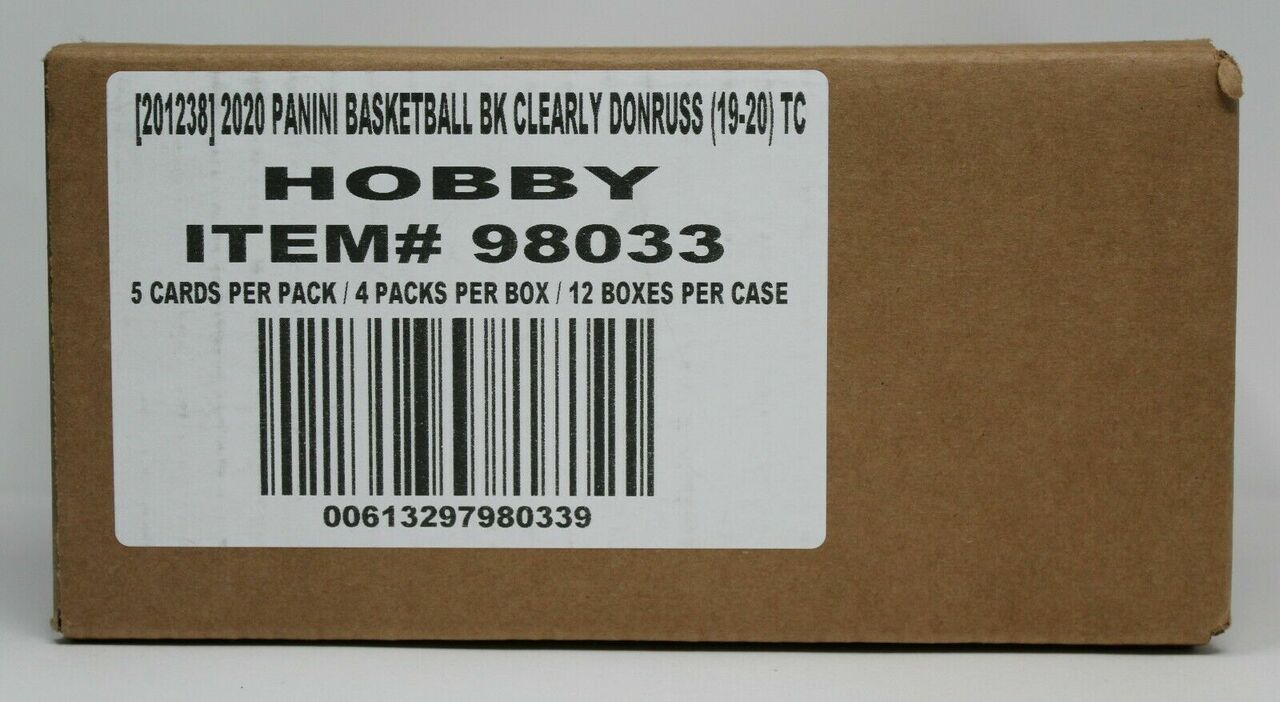 [201238] 2020 PANINI BASKETBALL BK CLEARLY DONRUSS (19-20) TC
HOBBY
ITEM# 98033
5 CARDS PER PACK / 4 PACKS PER BOX / 12 BOXES PER CASE
00613297980339